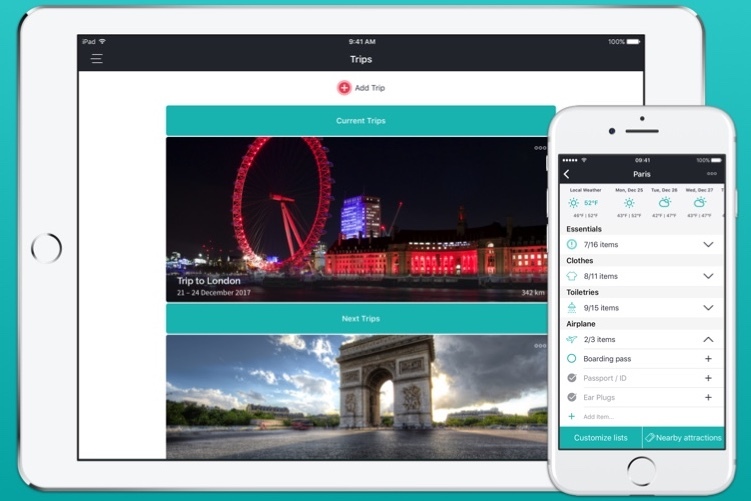 iPad 9:41 AM 100%
Trips
Add Trip
Current Trips
Trip to London
21 – 24 December 2017
342 km
Next Trips
09:41 100%
Paris
Local Weather Mon, Dec 25 Tue, Dec 26 Wed, Dec 27
52°F
46°F | 52°F 43°F | 52°F 42°F | 47°F 43°F | 47°F
Essentials
7/16 items
Clothes
8/11 items
Toiletries
9/15 items
Airplane
2/3 items
Boarding pass
Passport / ID
Ear Plugs
Add item...
Customize lists Nearby attractions